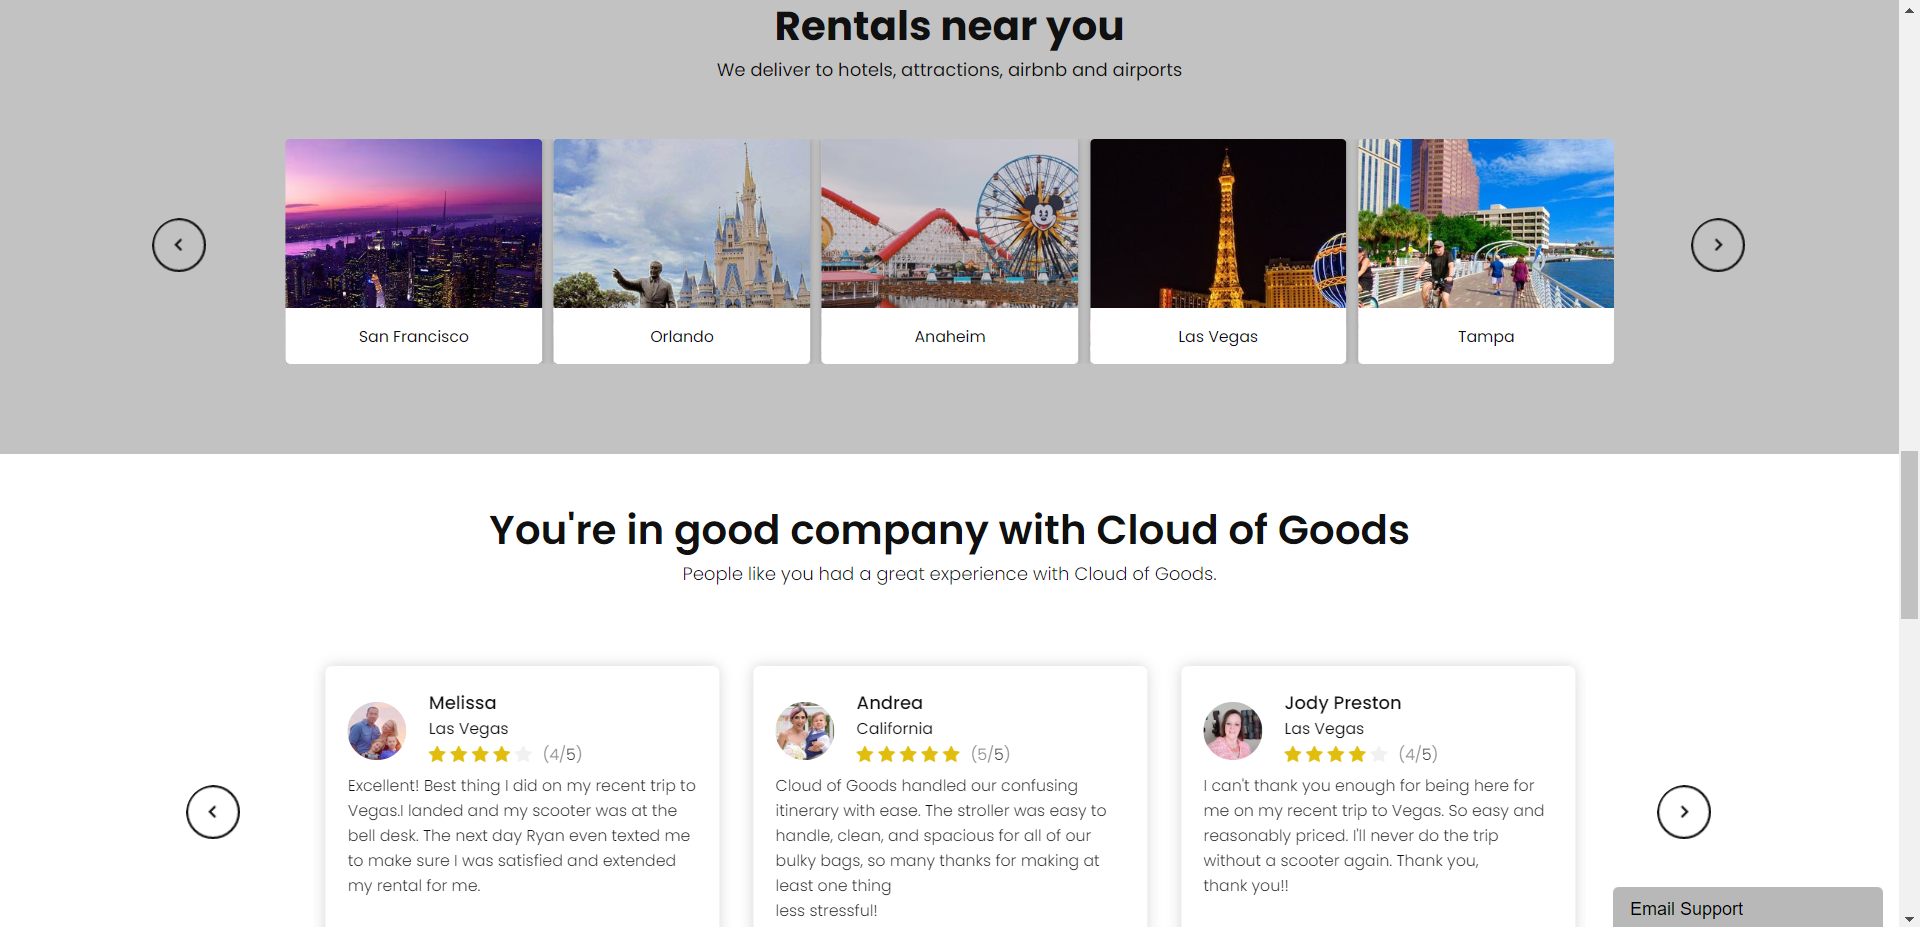 Rentals near you
We deliver to hotels, attractions, airbnb and airports
San Francisco
Orlando
Anaheim
Las Vegas
Tampa
You're in good company with Cloud of Goods
People like you had a great experience with Cloud of Goods.
Melissa
Las Vegas
(4/5)
Excellent! Best thing I did on my recent trip to
Vegas.I landed and my scooter was at the
bell desk. The next day Ryan even texted me
to make sure I was satisfied and extended
my rental for me.
Andrea
California
(5/5)
Cloud of Goods handled our confusing
itinerary with ease. The stroller was easy to
handle, clean, and spacious for all of our
bulky bags, so many thanks for making at
least one thing
less stressful!
Jody Preston
Las Vegas
(4/5)
I can't thank you enough for being here for
me on my recent trip to Vegas. So easy and
reasonably priced. I'll never do the trip
without a scooter again. Thank you,
thank you!!
Email Support